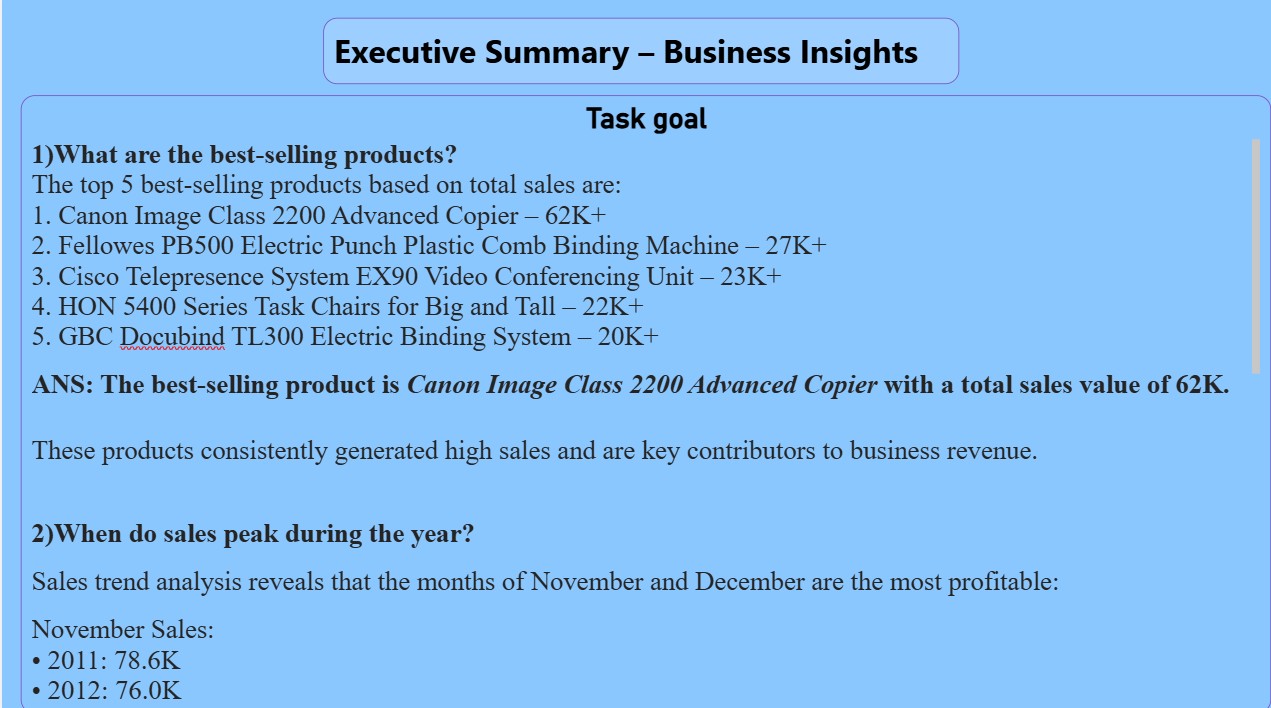 Executive Summary – Business Insights
Task goal
1)What are the best-selling products?
The top 5 best-selling products based on total sales are:
1. Canon Image Class 2200 Advanced Copier – 62K+
2. Fellowes PB500 Electric Punch Plastic Comb Binding Machine – 27K+
3. Cisco Telepresence System EX90 Video Conferencing Unit – 23K+
4. HON 5400 Series Task Chairs for Big and Tall – 22K+
5. GBC Docubind TL300 Electric Binding System – 20K+
ANS: The best-selling product is Canon Image Class 2200 Advanced Copier with a total sales value of 62K.
These products consistently generated high sales and are key contributors to business revenue.
2)When do sales peak during the year?
Sales trend analysis reveals that the months of November and December are the most profitable:
November Sales:
• 2011: 78.6K
• 2012: 76.0K